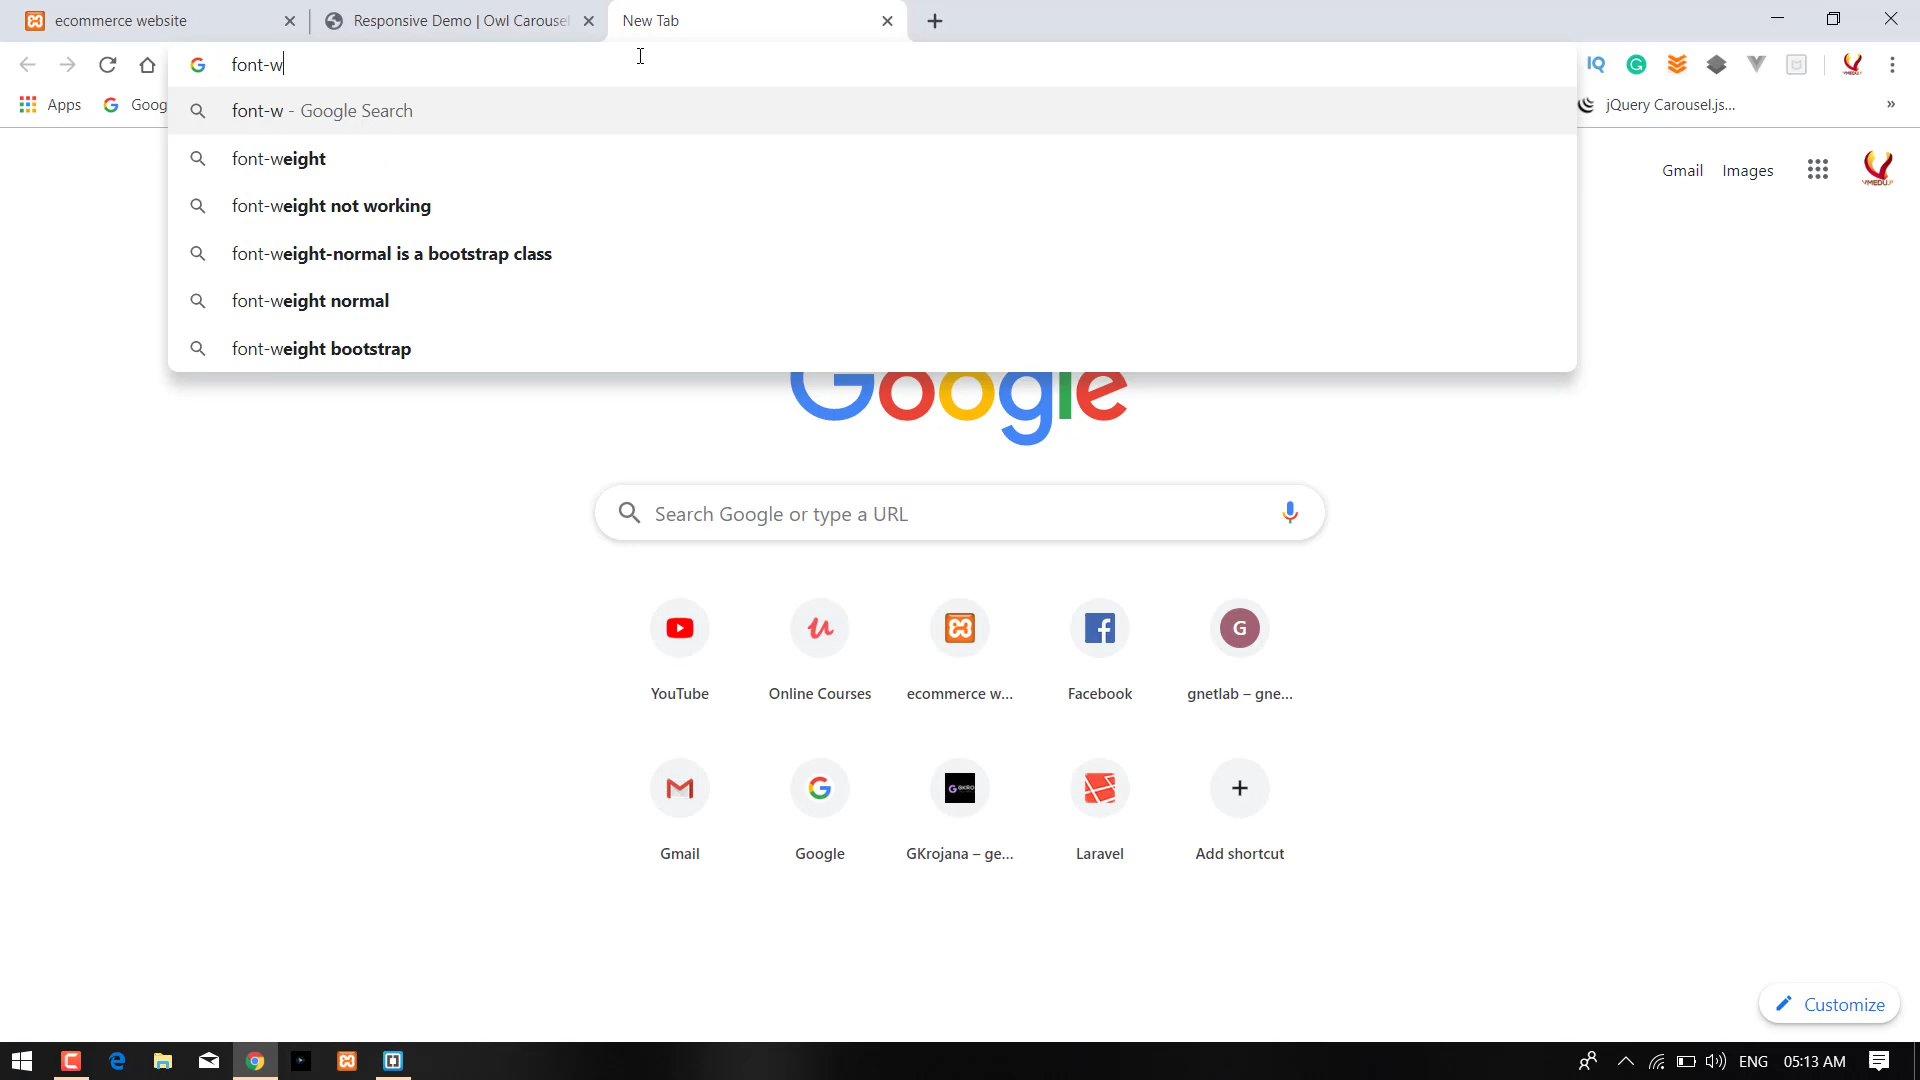 ecommerce website
Responsive Demo | Owl Carousel
New Tab
font-w
Apps
Goog
jQuery Carousel.js...
»
font-w - Google Search
font-weight
font-weight not working
font-weight-normal is a bootstrap class
font-weight normal
font-weight bootstrap
Gmail
Images
Google
Search Google or type a URL
YouTube
Online Courses
ecommerce w...
Facebook
G
gnetlab – gne...
Gmail
Google
GKrojana – ge...
Laravel
Add shortcut
Customize
ENG
05:13 AM